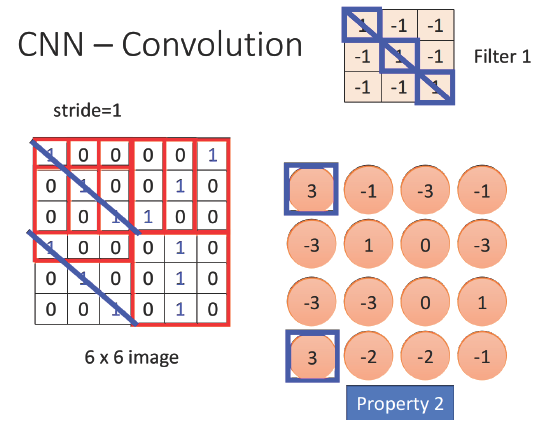 CNN – Convolution
1 -1 -1
-1 1 -1
-1 -1 1
Filter 1
stride=1
1 0 0 0 0 1
0 1 0 0 1 0
0 0 1 1 0 0
1 0 0 0 1 0
0 1 0 0 1 0
0 0 1 0 1 0
6 x 6 image
3 -1 -3 -1
-3 1 0 -3
-3 -3 0 1
3 -2 -2 -1
Property 2